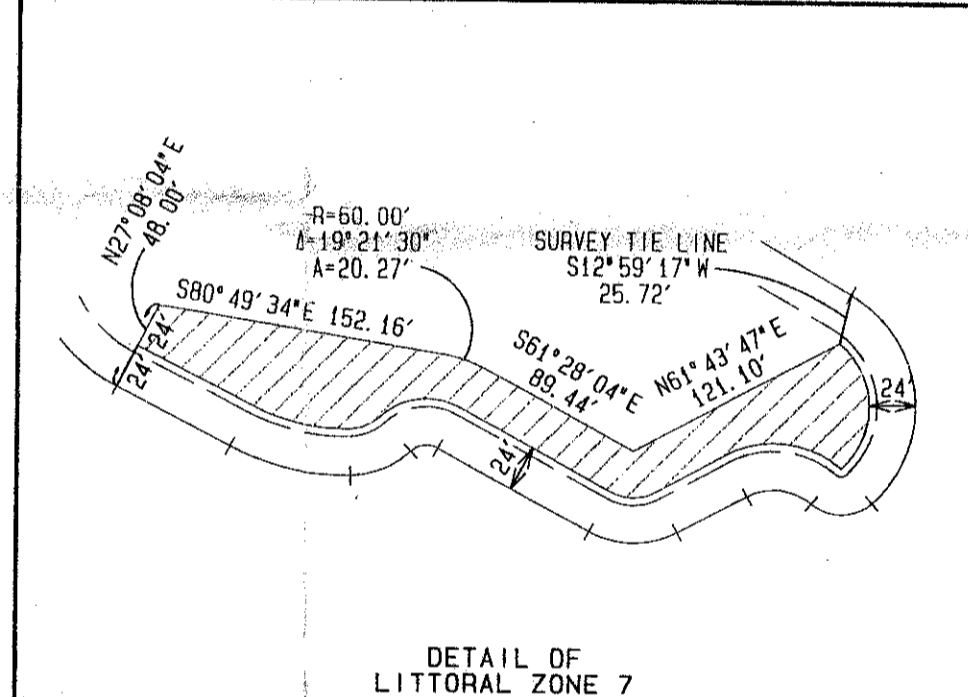 N27°08'04"E
48.00'
R=60.00'
Δ=19°21'30"
A=20.27'
SURVEY TIE LINE
S12°59'17"W
25.72'
S80°49'34"E 152.16'
S61°28'04"E
89.44'
N61°43'47"E
121.10'
24'
24'
24'
24'
DETAIL OF
LITTORAL ZONE 7